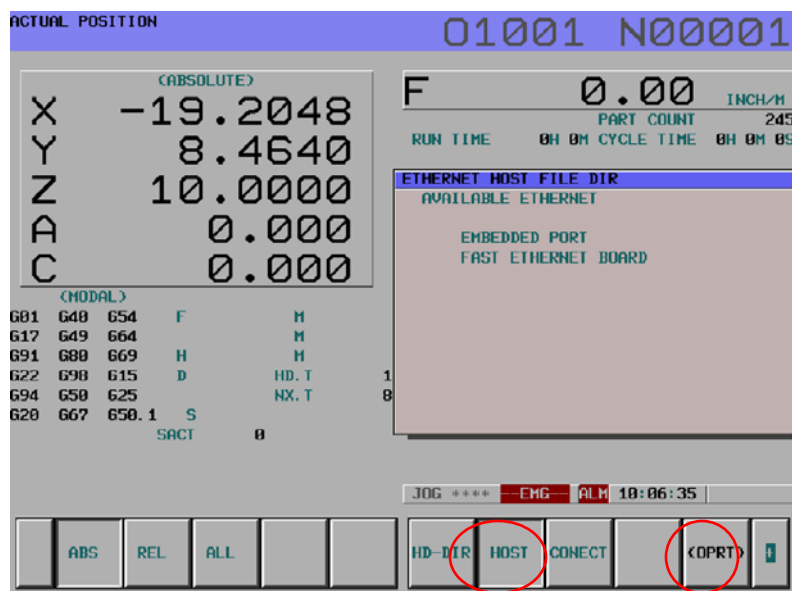 ACTUAL POSITION
O1001 N00001
(ABSOLUTE)
X -19.2048
Y 8.4640
Z 10.0000
A 0.000
C 0.000
F 0.00 INCH/M
PART COUNT 245
RUN TIME 0H 0M CYCLE TIME 0H 0M 0S
ETHERNET HOST FILE DIR
AVAILABLE ETHERNET
EMBEDDED PORT
FAST ETHERNET BOARD
(MODAL)
G01 G40 G54 F M
G17 G49 G64 M
G91 G80 G69 H M
G22 G98 G15 D HD.T 1
G94 G50 G25 NX.T 8
G20 G67 G50.1 S
SACT 0
JOG **** --EMG-- ALM 10:06:35
ABS REL ALL HD-DIR HOST CONECT (OPRT) +